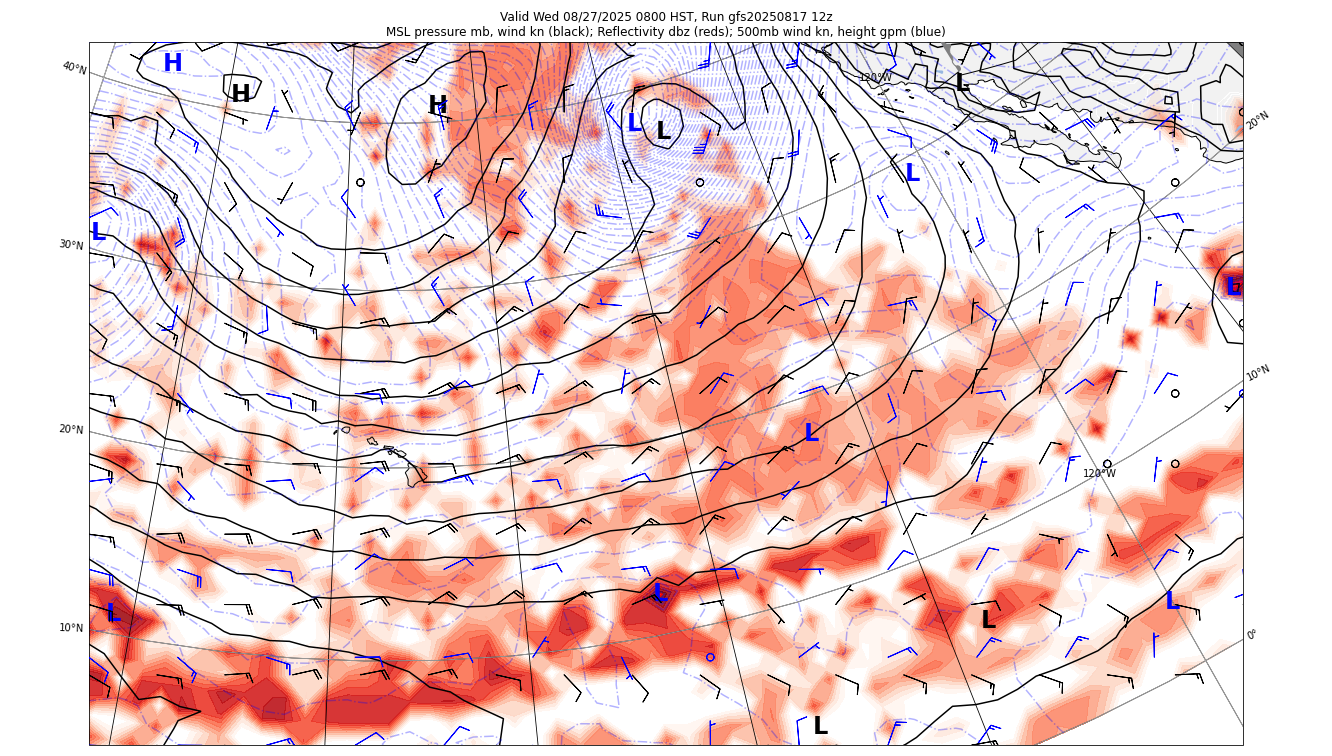 Valid Wed 08/27/2025 0800 HST, Run gfs20250817 12z
MSL pressure mb, wind kn (black); Reflectivity dbz (reds); 500mb wind kn, height gpm (blue)
H
H
H
L
L
L
120°W
L
40°N
20°N
L
30°N
L
10°N
20°N
L
120°W
L
L
L
L
10°N
0°
L